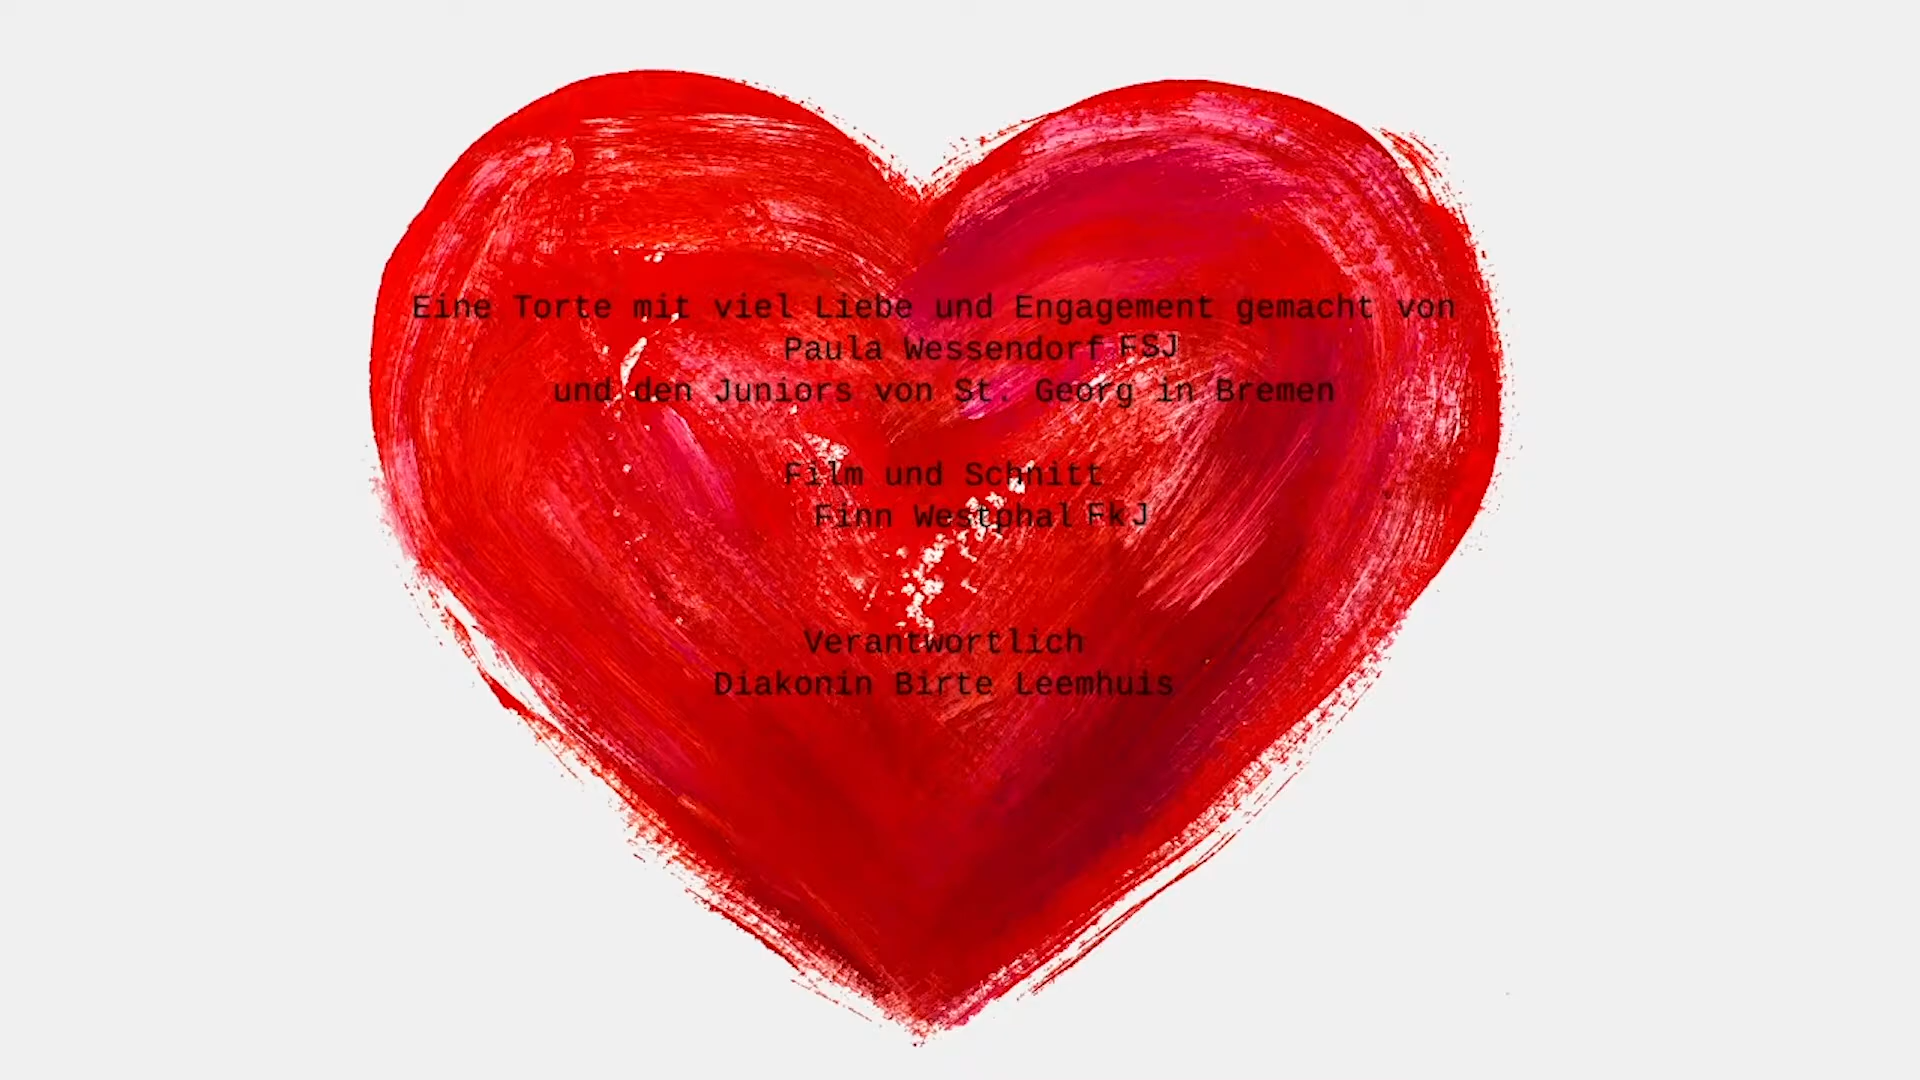 Eine Torte mit viel Liebe und Engagement gemacht von
Paula Wessendorf FSJ
und den Juniors von St. Georg in Bremen
Film und Schnitt
Finn Westphal FkJ
Verantwortlich
Diakonin Birte Leemhuis